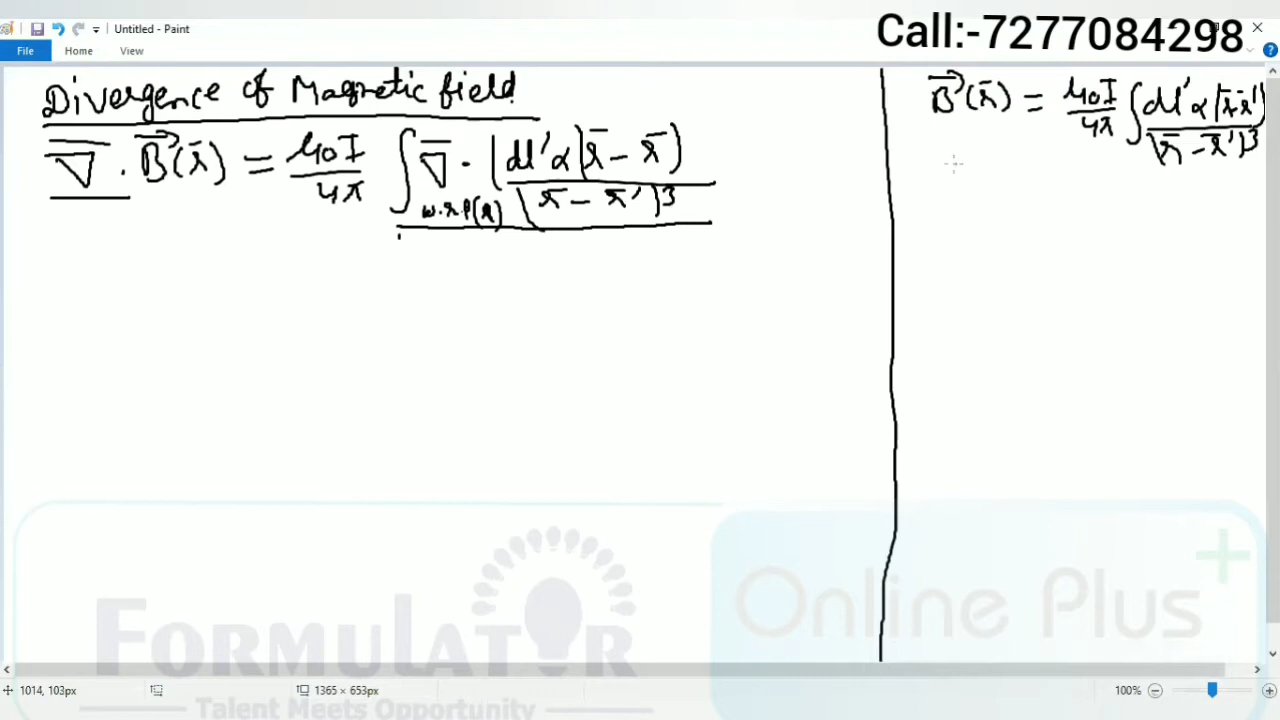 Untitled - Paint
Call:-7277084298
File Home View
Divergence of Magnetic field
∇ . B(r̄) = μ0I/4π ∫ ∇ . (dl' α (r̄ - r̄) / (r̄ - r̄')3
w.r.t(r)
B(r̄) = μ0I/4π ∫ dl' α (r̄-r̄') / |r̄ - r̄'|3
Online Plus+
FORMULATOR
Talent Meets Opportunity
1014, 103px 1365 × 653px 100%